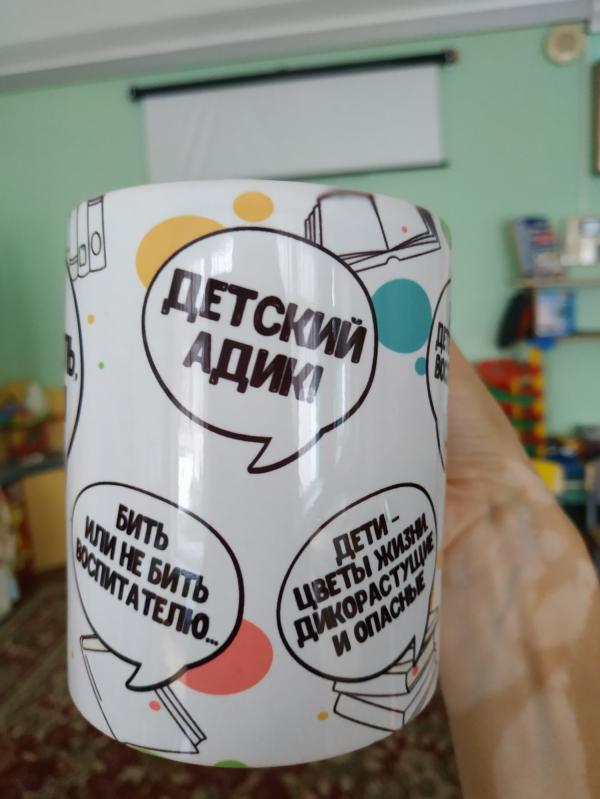 ДЕТСКИЙ
АДИК!
БИТЬ
ИЛИ НЕ БИТЬ
ВОСПИТАТЕЛЮ...
ДЕТИ -
ЦВЕТЫ ЖИЗНИ.
ДИКОРАСТУЩИЕ
И ОПАСНЫЕ